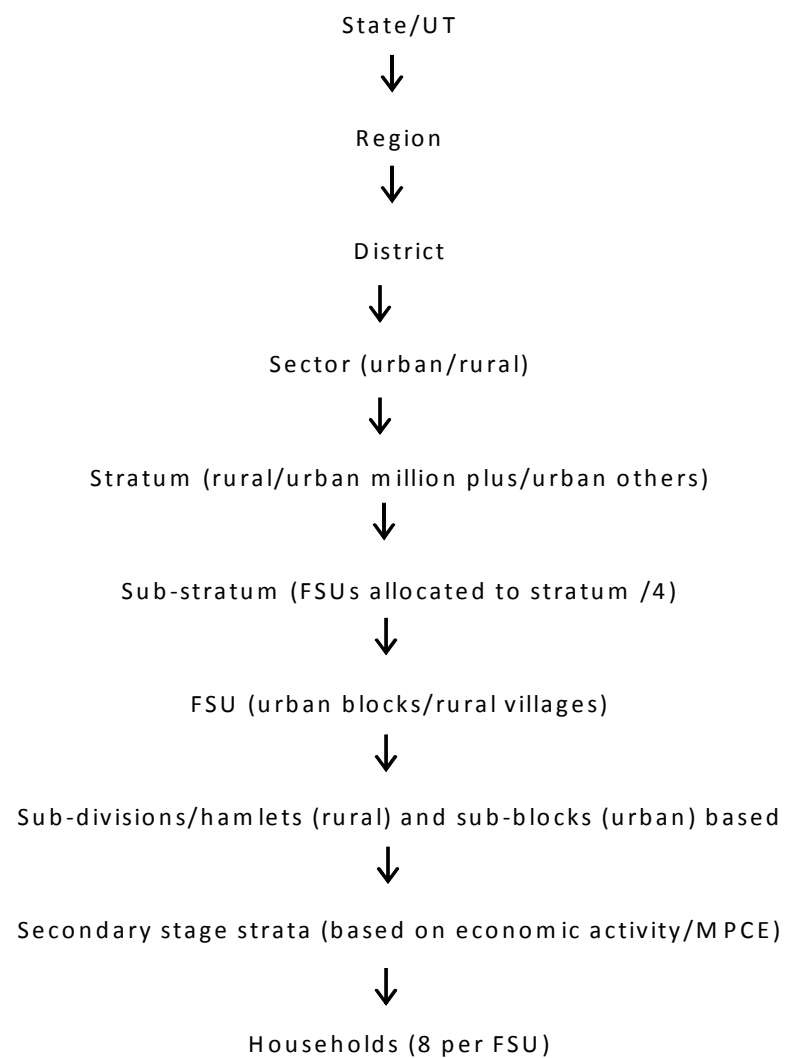 State/UT
Region
District
Sector (urban/rural)
Stratum (rural/urban million plus/urban others)
Sub-stratum (FSUs allocated to stratum /4)
FSU (urban blocks/rural villages)
Sub-divisions/hamlets (rural) and sub-blocks (urban) based
Secondary stage strata (based on economic activity/MPCE)
Households (8 per FSU)